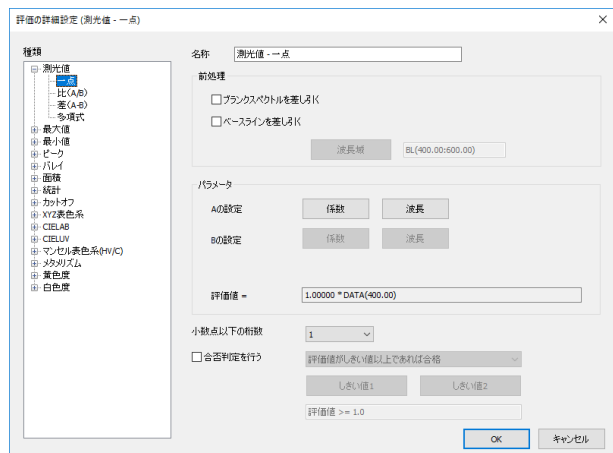 評価の詳細設定 (測光値 - 一点)
種類
測光値
一点
比(A/B)
差(A-B)
多項式
最大値
最小値
ピーク
バレイ
面積
統計
カットオフ
XYZ表色系
CIELAB
CIELUV
マンセル表色系(HV/C)
メタメリズム
黄色度
白色度
名称 測光値 - 一点
前処理
ブランクスペクトルを差し引く
ベースラインを差し引く
波長域 BL(400.00:600.00)
パラメータ
Aの設定 係数 波長
Bの設定 係数 波長
評価値 = 1.00000 * DATA(400.00)
小数点以下の桁数 1
合否判定を行う 評価値がしきい値以上であれば合格
しきい値1 しきい値2
評価値 >= 1.0
OK キャンセル